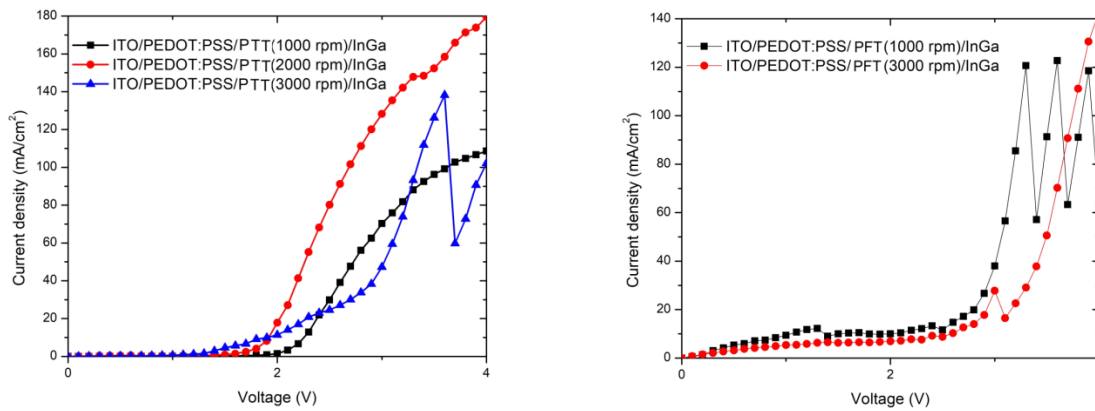 180
160
140
120
100
80
60
40
20
0
Current density (mA/cm²)
ITO/PEDOT:PSS/PTT(1000 rpm)/InGa
ITO/PEDOT:PSS/PTT(2000 rpm)/InGa
ITO/PEDOT:PSS/PTT(3000 rpm)/InGa
0 2 4
Voltage (V)
140
120
100
80
60
40
20
0
Current density (mA/cm²)
ITO/PEDOT:PSS/PFT (1000 rpm)/InGa
ITO/PEDOT:PSS/PFT (3000 rpm)/InGa
0 2
Voltage (V)